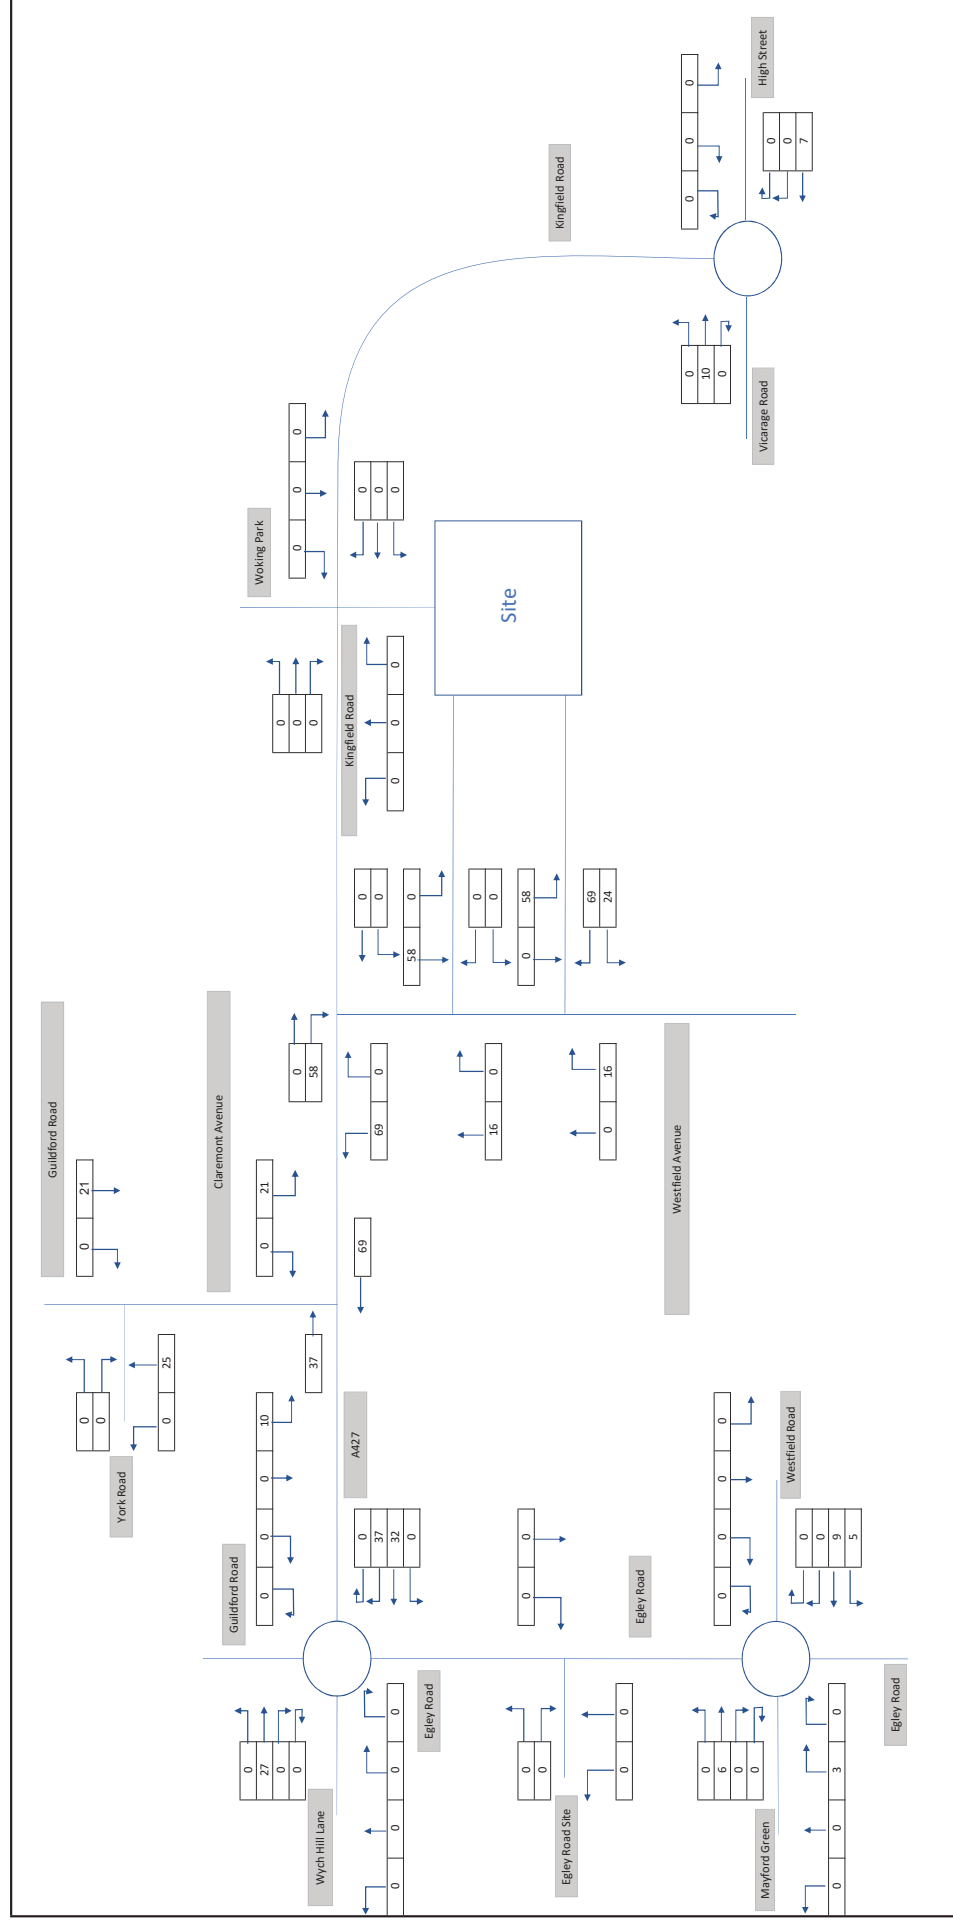 High Street
0 0 0
0
0
7
Kingfield Road
0
10
0
Vicarage Road
0 0 0
Woking Park
0
0
0
Site
0
0
0
Kingfield Road
0 0 0
0
0
58 0
0
0
0 58
69
24
Guildford Road
0 21
Claremont Avenue
0
58
69 0
16 0
0 16
Westfield Avenue
0 21
69
0
0
0 25
York Road
37
Guildford Road
0 0 0 10
A427
0
37
32
0
0 0
Egley Road
0 0 0 0
Westfield Road
0
0
9
5
0
27
0
0
Wych Hill Lane
Egley Road
0 0 0 0
0
0
Egley Road Site
0 0
0
6
0
0
Mayford Green
Egley Road
0 0 3 0